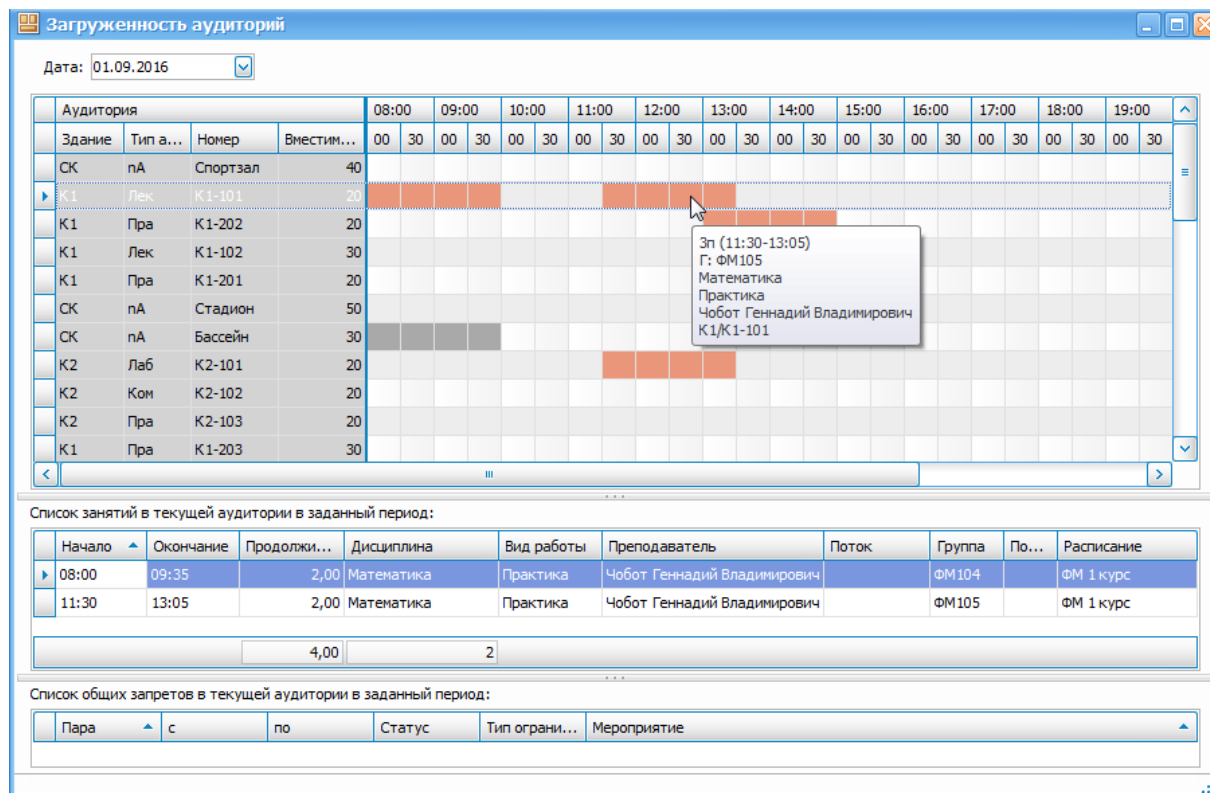 Загруженность аудиторий
Дата: 01.09.2016
Аудитория 08:00 09:00 10:00 11:00 12:00 13:00 14:00 15:00 16:00 17:00 18:00 19:00
Здание Тип а... Номер Вместим... 00 30 00 30 00 30 00 30 00 30 00 30 00 30 00 30 00 30 00 30 00 30 00 30
СК nА Спортзал 40
К1 Лек К1-101 20
К1 Пра К1-202 20
К1 Лек К1-102 30
К1 Пра К1-201 20
СК nА Стадион 50
СК nА Бассейн 30
К2 Лаб К2-101 20
К2 Ком К2-102 20
К2 Пра К2-103 20
К1 Пра К1-203 30
3п (11:30-13:05)
Г: ФМ105
Математика
Практика
Чобот Геннадий Владимирович
К1/К1-101
Список занятий в текущей аудитории в заданный период:
Начало Окончание Продолжи... Дисциплина Вид работы Преподаватель Поток Группа По... Расписание
08:00 09:35 2,00 Математика Практика Чобот Геннадий Владимирович ФМ104 ФМ 1 курс
11:30 13:05 2,00 Математика Практика Чобот Геннадий Владимирович ФМ105 ФМ 1 курс
4,00 2
Список общих запретов в текущей аудитории в заданный период:
Пара с по Статус Тип ограни... Мероприятие